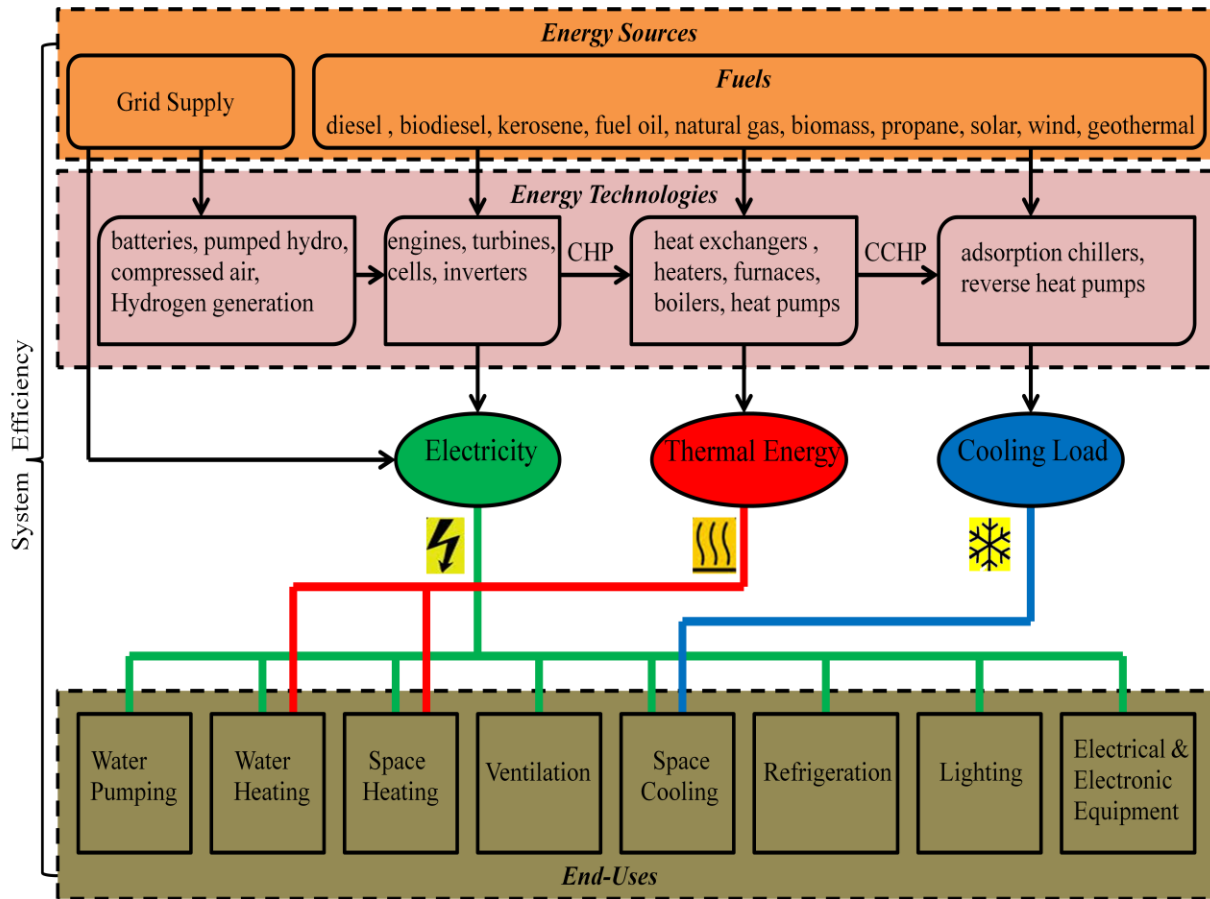 Energy Sources
Grid Supply
Fuels
diesel , biodiesel, kerosene, fuel oil, natural gas, biomass, propane, solar, wind, geothermal
Energy Technologies
batteries, pumped hydro,
compressed air,
Hydrogen generation
engines, turbines,
cells, inverters
CHP
heat exchangers ,
heaters, furnaces,
boilers, heat pumps
CCHP
adsorption chillers,
reverse heat pumps
System Efficiency
Electricity
Thermal Energy
Cooling Load
Water
Pumping
Water
Heating
Space
Heating
Ventilation
Space
Cooling
Refrigeration
Lighting
Electrical &
Electronic
Equipment
End-Uses